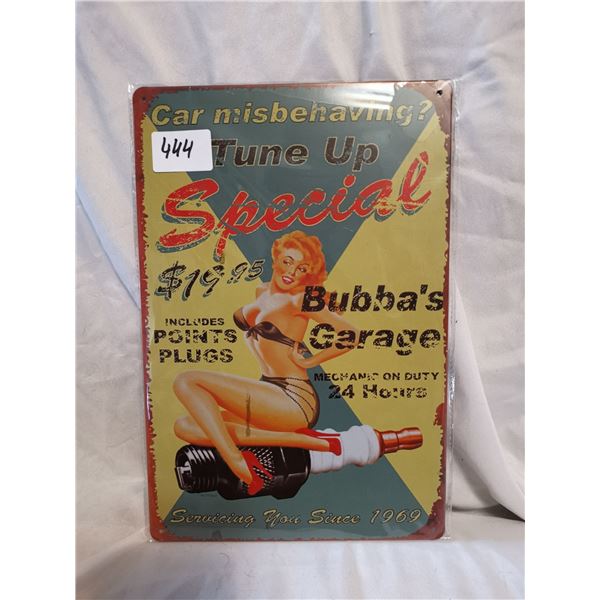 Car misbehaving?
444
Tune Up
Special
$19.95
Bubba's
Garage
INCLUDES
POINTS
PLUGS
MECHANIC ON DUTY
24 Hours
Servicing You Since 1969